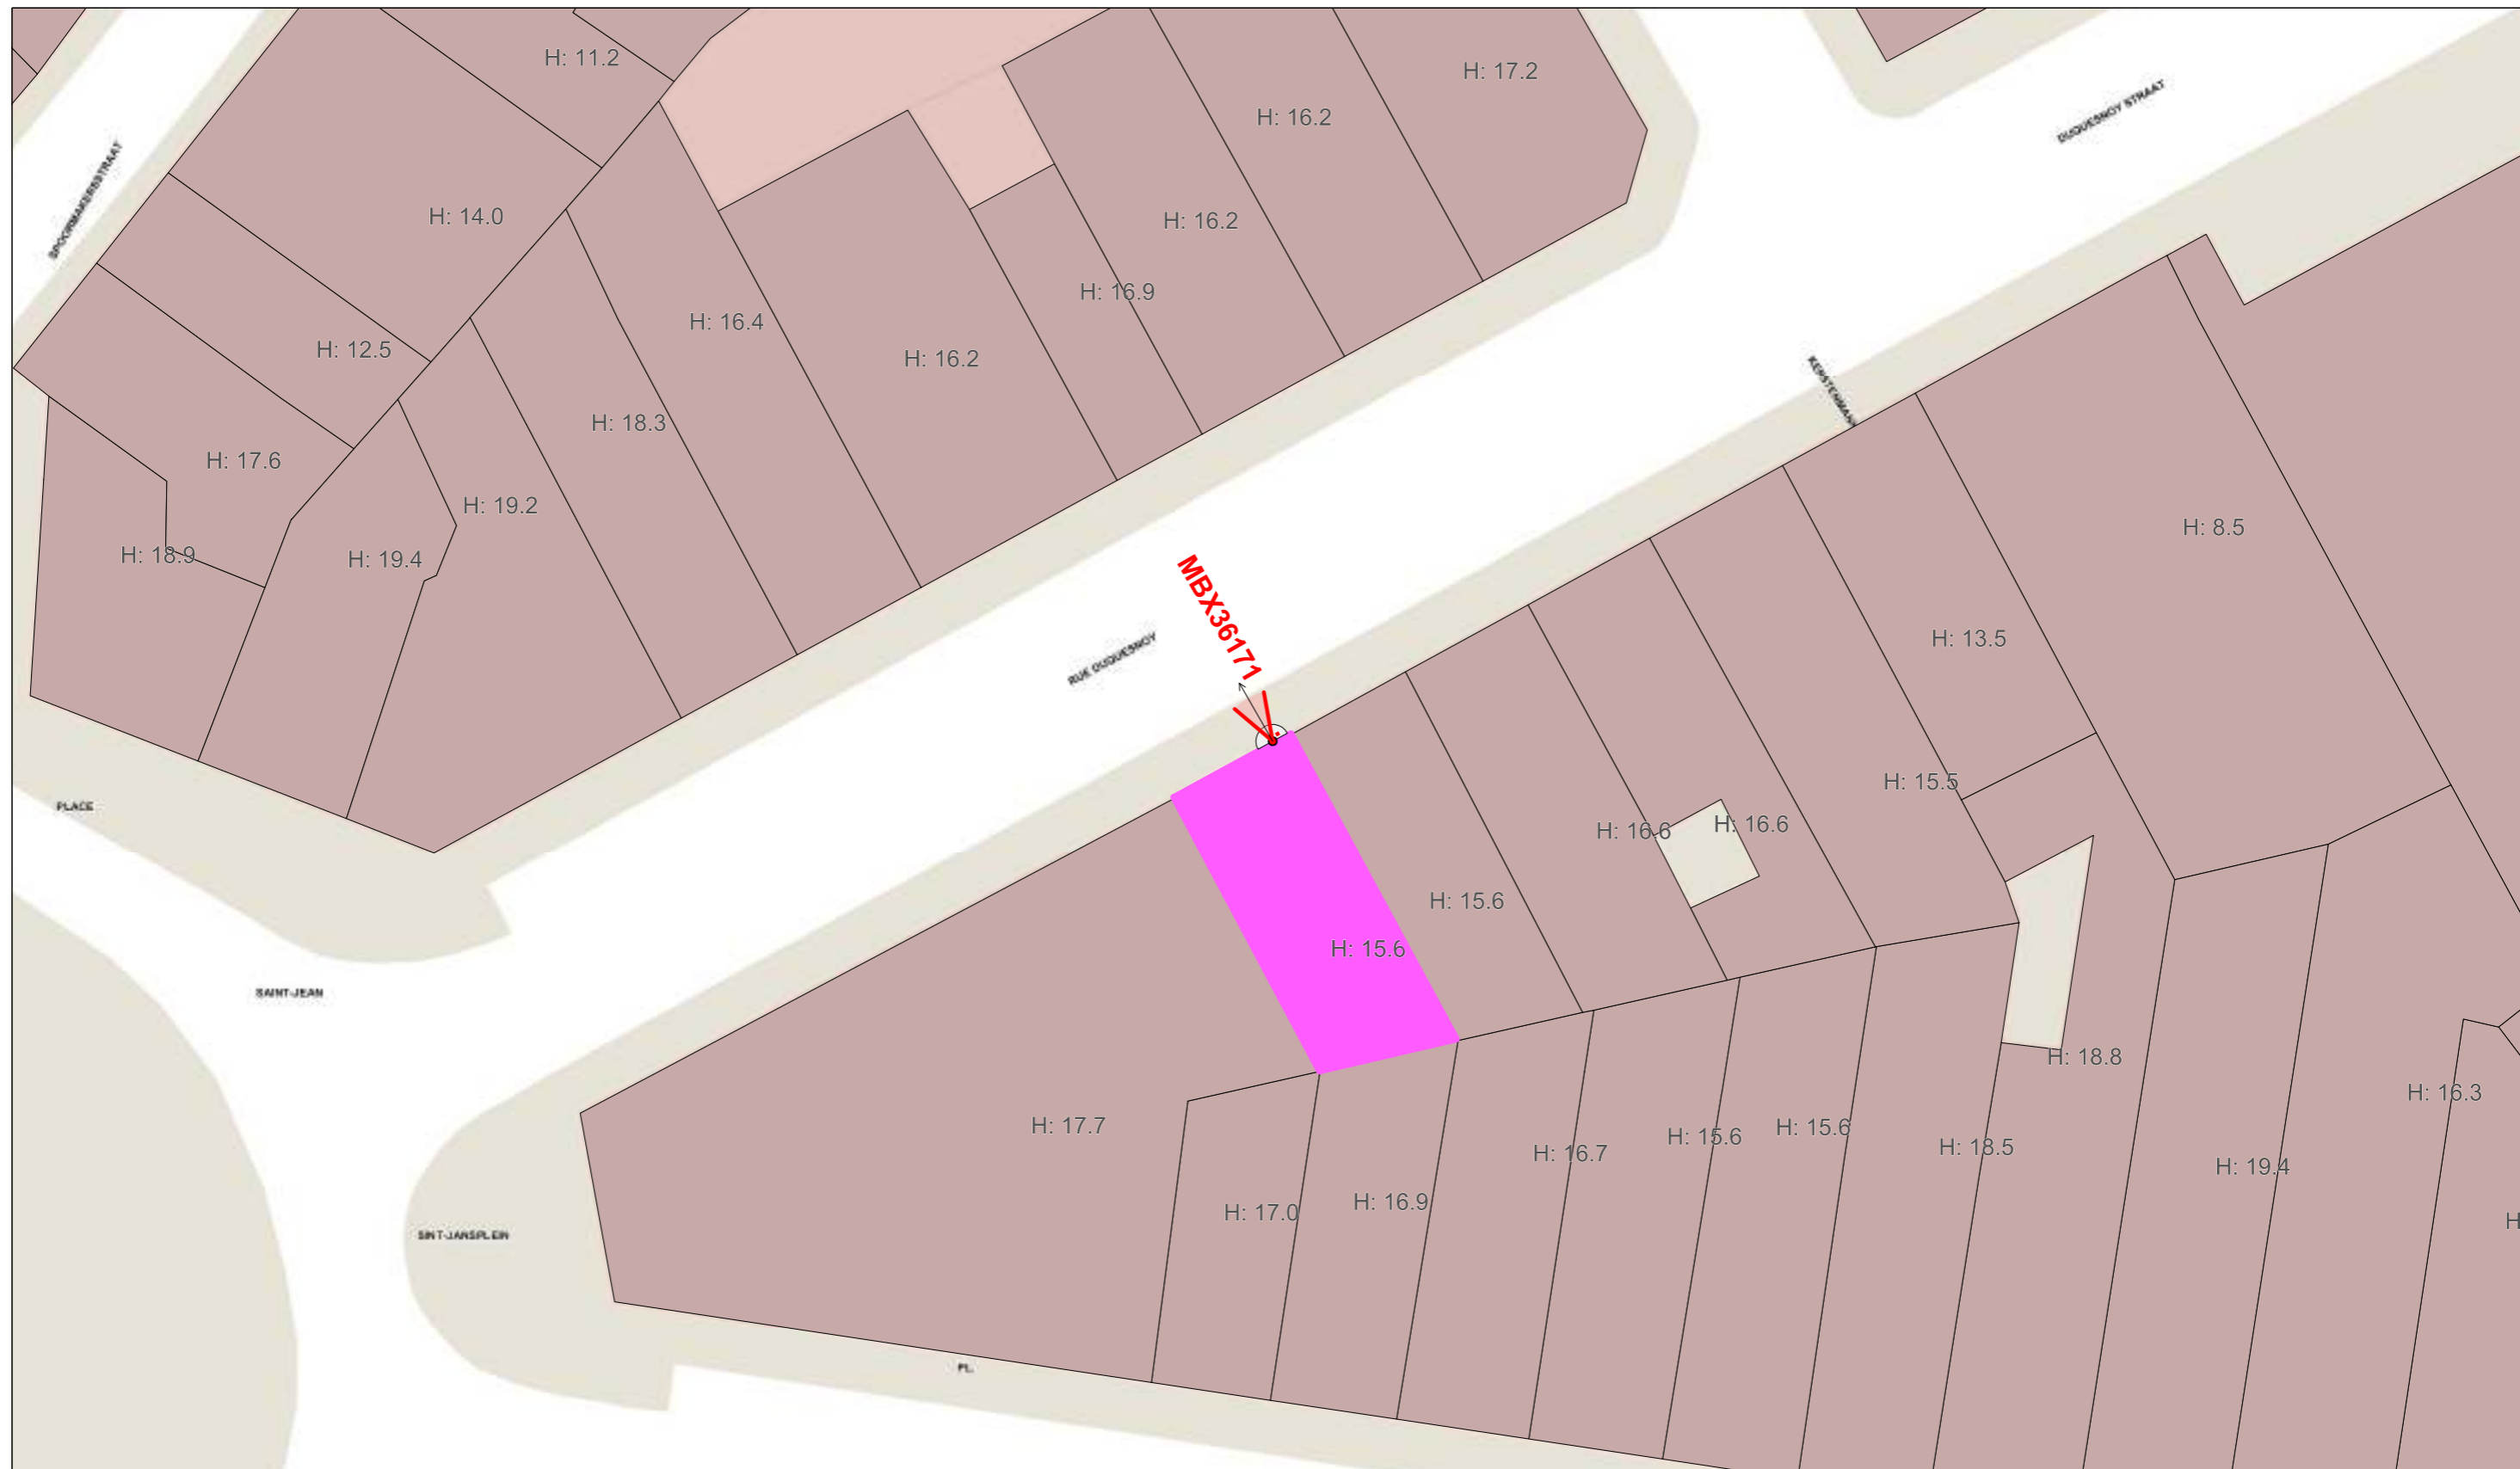 H: 11.2
H: 17.2
H: 16.2
DUQUESNOY STRAAT
SPOORMAKERSSTRAAT
H: 14.0
H: 16.2
H: 16.9
H: 16.4
H: 12.5
H: 16.2
H: 18.3
H: 17.6
H: 19.2
H: 18.9
H: 19.4
H: 8.5
MBX36171
H: 13.5
RUE DUQUESNOY
H: 15.5
PLACE
H: 16.6
H: 16.6
H: 15.6
H: 15.6
SAINT-JEAN
H: 18.8
H: 16.3
H: 17.7
H: 15.6
H: 15.6
H: 18.5
H: 16.7
H: 19.4
H: 17.0
H: 16.9
H
SINT-JANSPLEIN
PL.